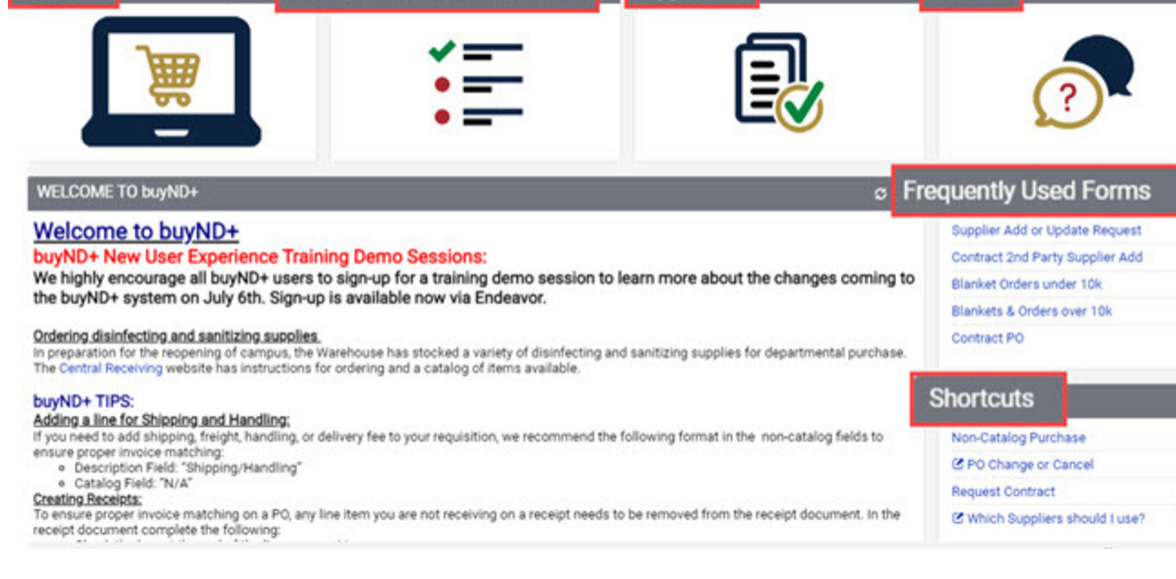 ?
WELCOME TO buyND+
Welcome to buyND+
buyND+ New User Experience Training Demo Sessions:
We highly encourage all buyND+ users to sign-up for a training demo session to learn more about the changes coming to
the buyND+ system on July 6th. Sign-up is available now via Endeavor.
Ordering disinfecting and sanitizing supplies
In preparation for the reopening of campus, the Warehouse has stocked a variety of disinfecting and sanitizing supplies for departmental purchase.
The Central Receiving website has instructions for ordering and a catalog of items available.
buyND+ TIPS:
Adding a line for Shipping and Handling:
If you need to add shipping, freight, handling, or delivery fee to your requisition, we recommend the following format in the non-catalog fields to
ensure proper invoice matching:
Description Field: "Shipping/Handling"
Catalog Field: "N/A"
Creating Receipts:
To ensure proper invoice matching on a PO, any line item you are not receiving on a receipt needs to be removed from the receipt document. In the
receipt document complete the following:
Frequently Used Forms
Supplier Add or Update Request
Contract 2nd Party Supplier Add
Blanket Orders under 10k
Blankets & Orders over 10k
Contract PO
Shortcuts
Non-Catalog Purchase
PO Change or Cancel
Request Contract
Which Suppliers should I use?